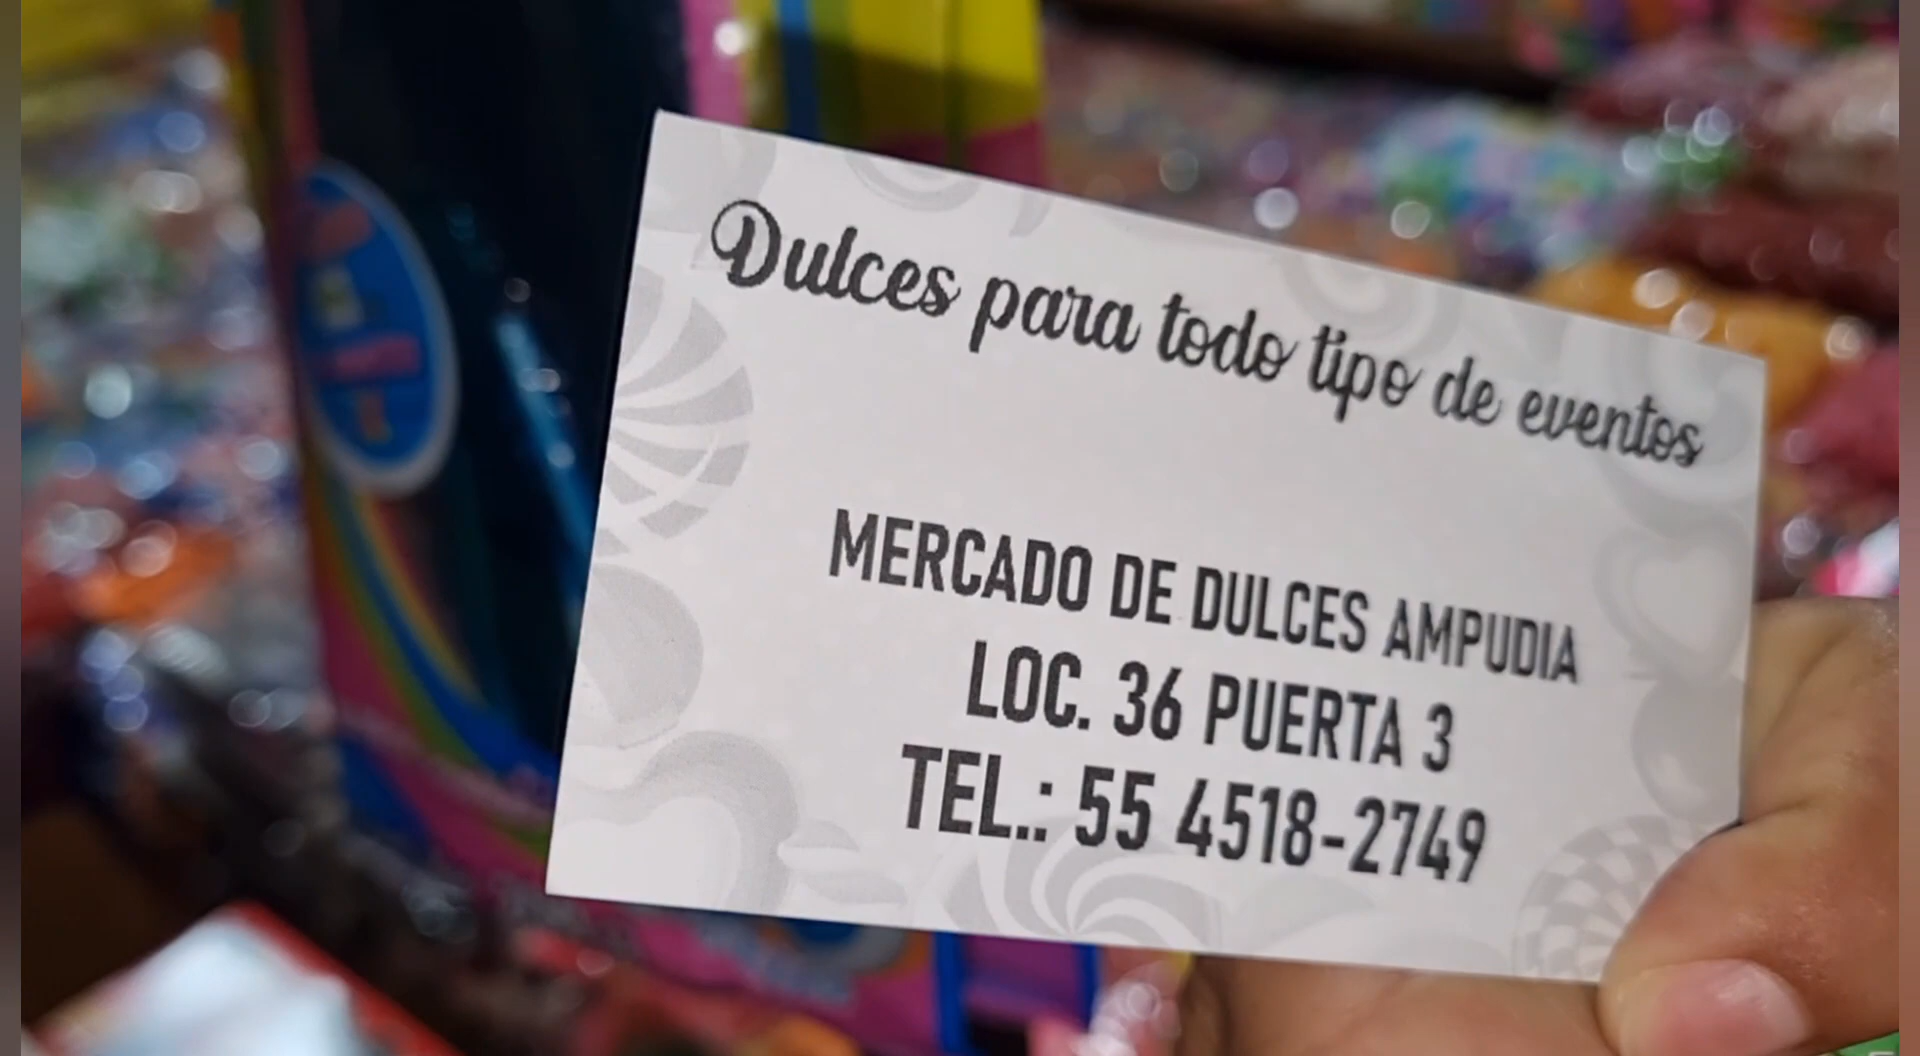 Dulces para todo tipo de eventos
MERCADO DE DULCES AMPUDIA
LOC. 36 PUERTA 3
TEL.: 55 4518-2749